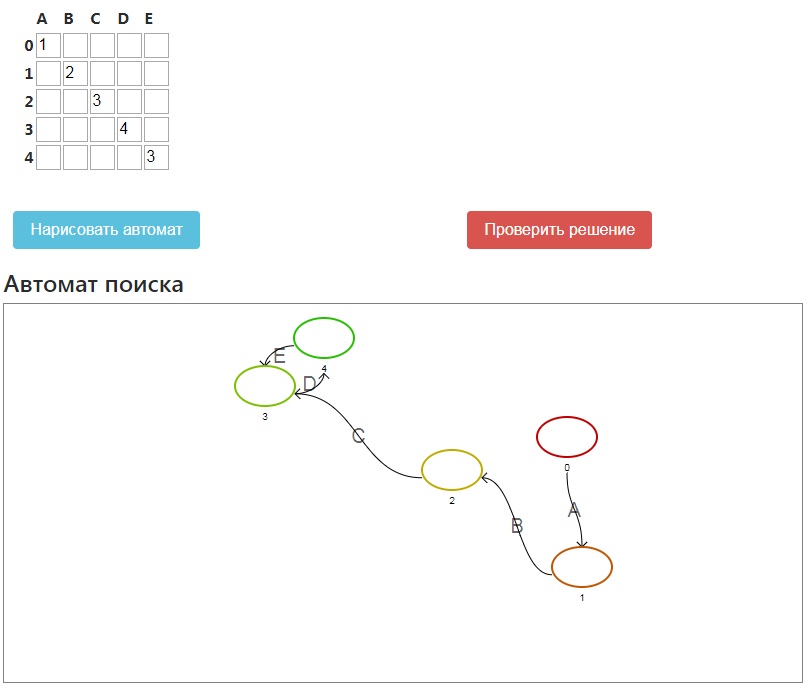 A B C D E
0 1
1 2
2 3
3 4
4 3
Нарисовать автомат
Проверить решение
Автомат поиска
E
4
D
3
C
0
2
A
B
1